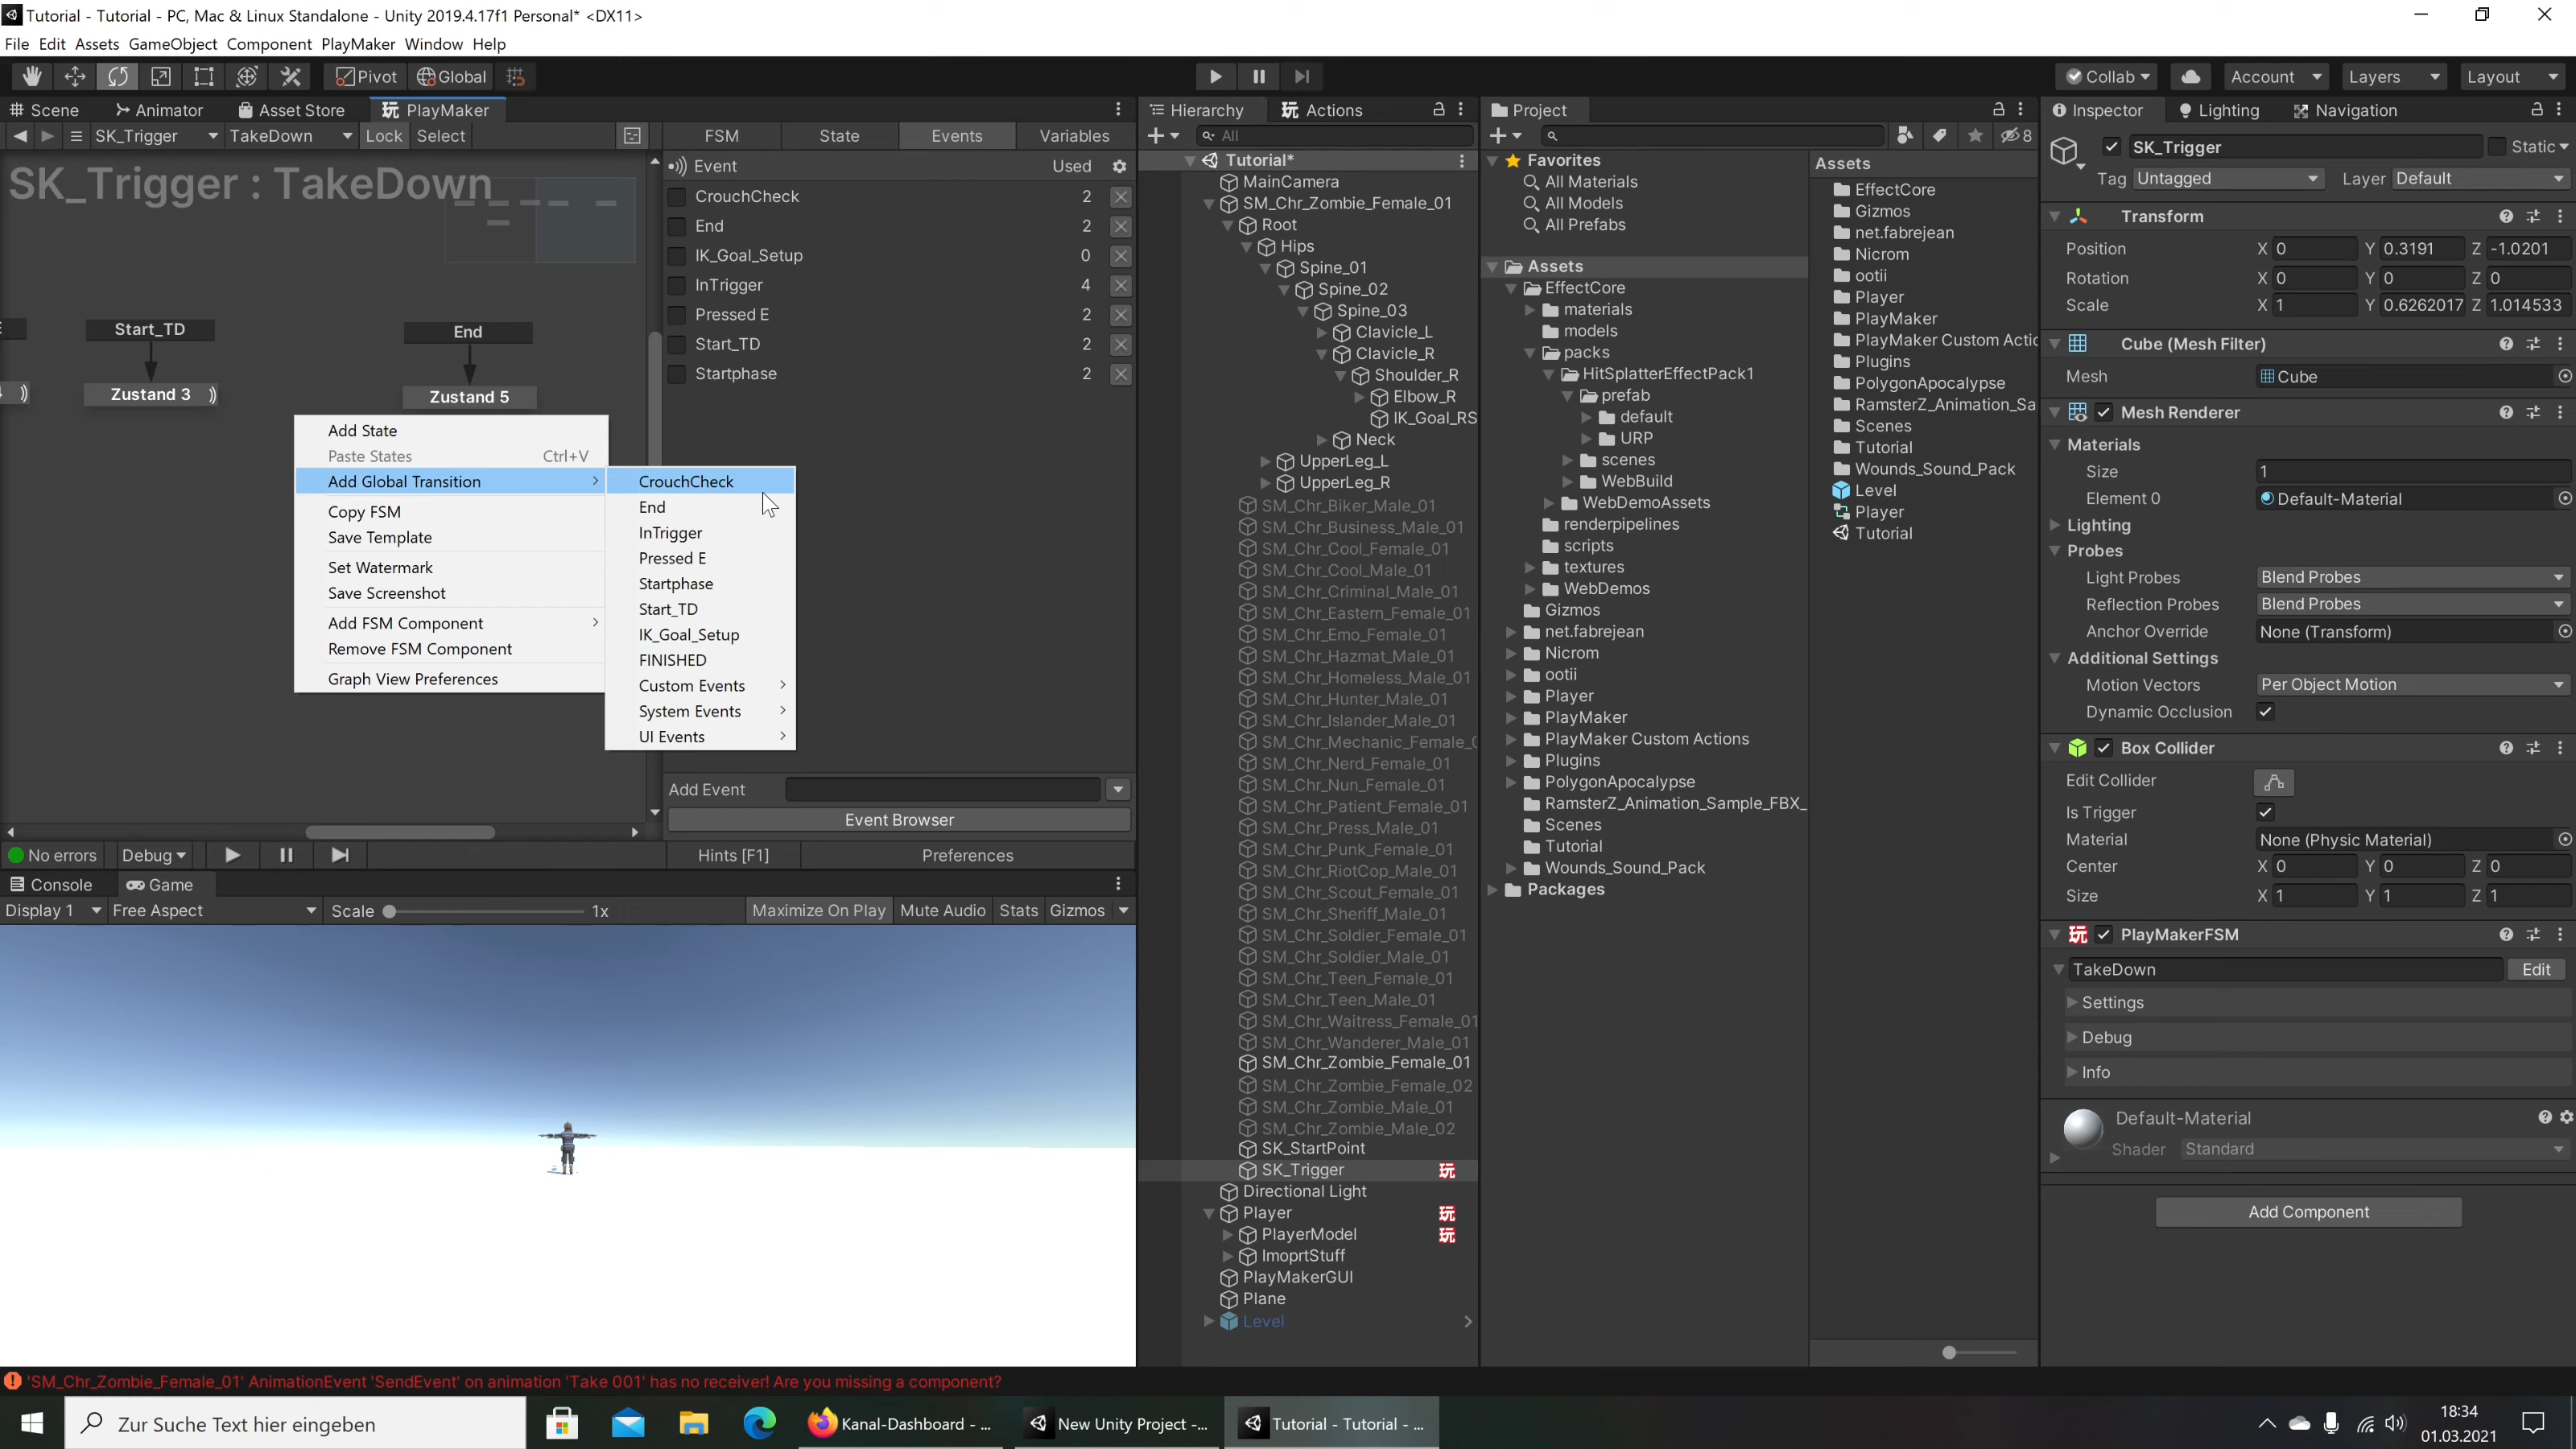 Tutorial - Tutorial - PC, Mac & Linux Standalone - Unity 2019.4.17f1 Personal* <DX11>
File Edit Assets GameObject Component PlayMaker Window Help
Pivot Global Collab Account Layers Layout
Scene Animator Asset Store PlayMaker
SK_Trigger TakeDown Lock Select
SK_Trigger : TakeDown
Start_TD
Zustand 3
End
Zustand 5
Add State
Paste States Ctrl+V
Add Global Transition
Copy FSM
Save Template
Set Watermark
Save Screenshot
Add FSM Component
Remove FSM Component
Graph View Preferences
CrouchCheck
End
InTrigger
Pressed E
Startphase
Start_TD
IK_Goal_Setup
FINISHED
Custom Events
System Events
UI Events
FSM State Events Variables
Event Used
CrouchCheck 2
End 2
IK_Goal_Setup 0
InTrigger 4
Pressed E 2
Start_TD 2
Startphase 2
Add Event
Event Browser
No errors Debug
Hints [F1] Preferences
Console Game
Display 1 Free Aspect Scale 1x Maximize On Play Mute Audio Stats Gizmos
Hierarchy Actions
All
Tutorial*
MainCamera
SM_Chr_Zombie_Female_01
Root
Hips
Spine_01
Spine_02
Spine_03
Clavicle_L
Clavicle_R
Shoulder_R
Elbow_R
IK_Goal_RS
Neck
UpperLeg_L
UpperLeg_R
SM_Chr_Biker_Male_01
SM_Chr_Business_Male_01
SM_Chr_Cool_Female_01
SM_Chr_Cool_Male_01
SM_Chr_Criminal_Male_01
SM_Chr_Eastern_Female_01
SM_Chr_Emo_Female_01
SM_Chr_Hazmat_Male_01
SM_Chr_Homeless_Male_01
SM_Chr_Hunter_Male_01
SM_Chr_Islander_Male_01
SM_Chr_Mechanic_Female_0
SM_Chr_Nerd_Female_01
SM_Chr_Nun_Female_01
SM_Chr_Patient_Female_01
SM_Chr_Press_Male_01
SM_Chr_Punk_Female_01
SM_Chr_RiotCop_Male_01
SM_Chr_Scout_Female_01
SM_Chr_Sheriff_Male_01
SM_Chr_Soldier_Female_01
SM_Chr_Soldier_Male_01
SM_Chr_Teen_Female_01
SM_Chr_Teen_Male_01
SM_Chr_Waitress_Female_01
SM_Chr_Wanderer_Male_01
SM_Chr_Zombie_Female_01
SM_Chr_Zombie_Female_02
SM_Chr_Zombie_Male_01
SM_Chr_Zombie_Male_02
SK_StartPoint
SK_Trigger 玩
Directional Light
Player 玩
PlayerModel 玩
ImoprtStuff
PlayMakerGUI
Plane
Level
Project
8
Favorites
All Materials
All Models
All Prefabs
Assets
EffectCore
materials
models
packs
HitSplatterEffectPack1
prefab
default
URP
scenes
WebBuild
WebDemoAssets
renderpipelines
scripts
textures
WebDemos
Gizmos
net.fabrejean
Nicrom
ootii
Player
PlayMaker
PlayMaker Custom Actions
Plugins
PolygonApocalypse
RamsterZ_Animation_Sample_FBX_
Scenes
Tutorial
Wounds_Sound_Pack
Packages
Assets
EffectCore
Gizmos
net.fabrejean
Nicrom
ootii
Player
PlayMaker
PlayMaker Custom Actio
Plugins
PolygonApocalypse
RamsterZ_Animation_Sa
Scenes
Tutorial
Wounds_Sound_Pack
Level
Player
Tutorial
Inspector Lighting Navigation
SK_Trigger Static
Tag Untagged Layer Default
Transform
Position X 0 Y 0.3191 Z -1.0201
Rotation X 0 Y 0 Z 0
Scale X 1 Y 0.6262017 Z 1.014533
Cube (Mesh Filter)
Mesh Cube
Mesh Renderer
Materials
Size 1
Element 0 Default-Material
Lighting
Probes
Light Probes Blend Probes
Reflection Probes Blend Probes
Anchor Override None (Transform)
Additional Settings
Motion Vectors Per Object Motion
Dynamic Occlusion
Box Collider
Edit Collider
Is Trigger
Material None (Physic Material)
Center X 0 Y 0 Z 0
Size X 1 Y 1 Z 1
玩 PlayMakerFSM
TakeDown Edit
Settings
Debug
Info
Default-Material
Shader Standard
Add Component
'SM_Chr_Zombie_Female_01' AnimationEvent 'SendEvent' on animation 'Take 001' has no receiver! Are you missing a component?
Zur Suche Text hier eingeben
Kanal-Dashboard - ...
New Unity Project -...
Tutorial - Tutorial - ...
18:34
01.03.2021